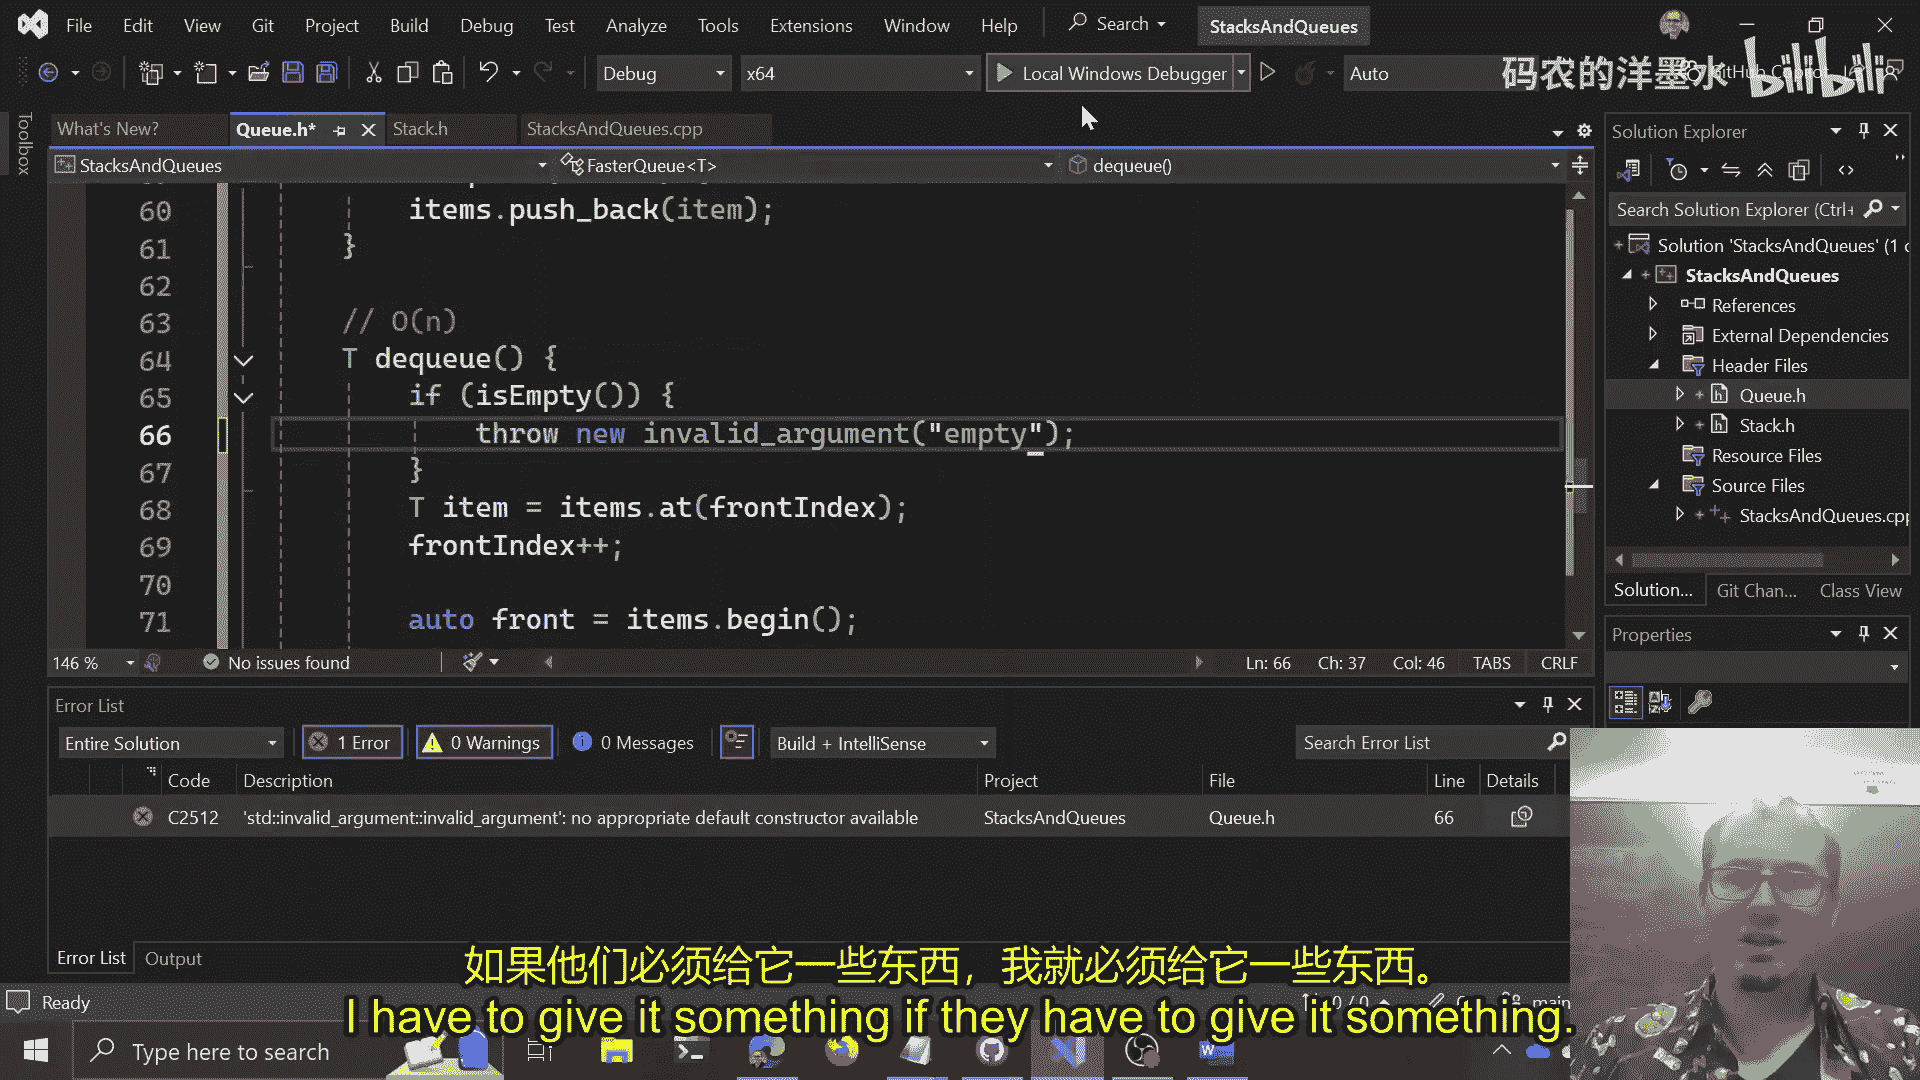 File Edit View Git Project Build Debug Test Analyze Tools Extensions Window Help Search StacksAndQueues
Debug x64 Local Windows Debugger Auto
码农的洋墨水 bilibili
Toolbox
What's New? Queue.h* Stack.h StacksAndQueues.cpp
StacksAndQueues FasterQueue<T> dequeue()
60 items.push_back(item);
61 }
62
63 // O(n)
64 T dequeue() {
65 if (isEmpty()) {
66 throw new invalid_argument("empty");
67 }
68 T item = items.at(frontIndex);
69 frontIndex++;
70
71 auto front = items.begin();
146 % No issues found Ln: 66 Ch: 37 Col: 46 TABS CRLF
Solution Explorer
Search Solution Explorer (Ctrl+
Solution 'StacksAndQueues' (1
StacksAndQueues
References
External Dependencies
Header Files
Queue.h
Stack.h
Resource Files
Source Files
StacksAndQueues.cpp
Solution... Git Chan... Class View
Properties
Error List
Entire Solution 1 Error 0 Warnings 0 Messages Build + IntelliSense Search Error List
Code Description Project File Line Details
C2512 'std::invalid_argument::invalid_argument': no appropriate default constructor available StacksAndQueues Queue.h 66
Error List Output
如果他们必须给它一些东西，我就必须给它一些东西。
Ready 0 / 0 main
I have to give it something if they have to give it something.
Type here to search